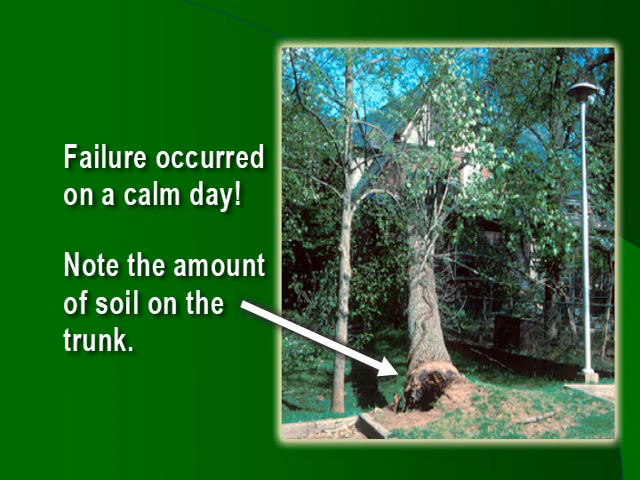 Failure occurred
on a calm day!
Note the amount
of soil on the
trunk.